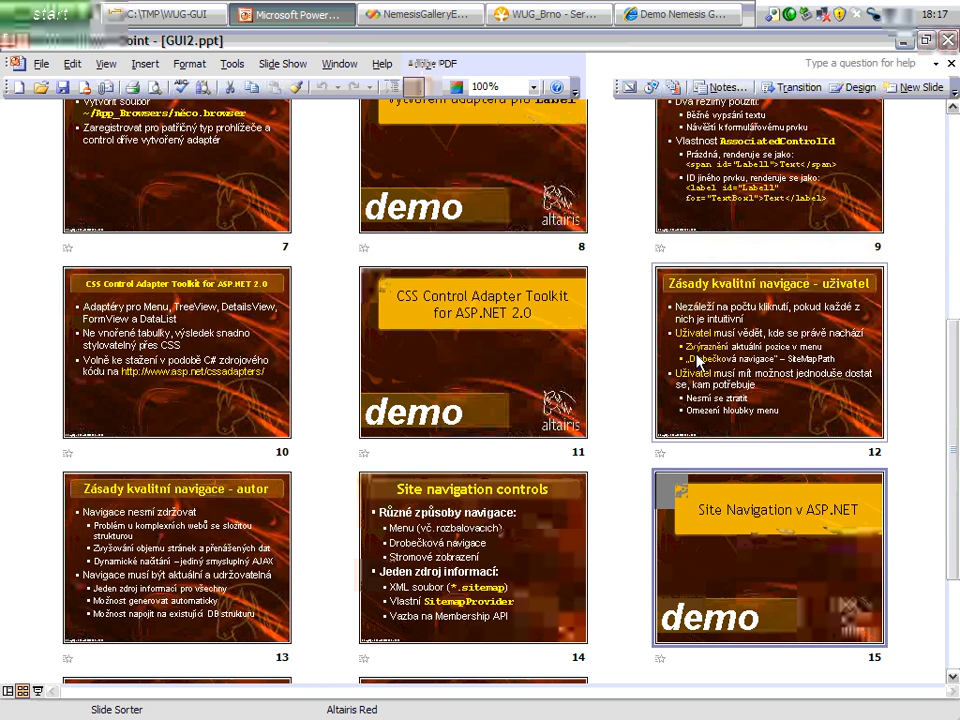 start
C:\TMP\WUG-GUI
Microsoft Power...
NemesisGalleryE...
WUG_Brno - Ser...
Demo Nemesis G...
18:17
point - [GUI2.ppt]
File Edit View Insert Format Tools Slide Show Window Help Adobe PDF
Type a question for help
100%
Notes... Transition Design New Slide
Vytvořit soubor
~/App_Browsers/něco.browser
Zaregistrovat pro patřičný typ prohlížeče a
control dříve vytvořený adaptér
7
Vytvoření adaptéru pro Label
demo
altairis
8
Dva režimy použití:
Běžné vypsání textu
Návěští k formulářovému prvku
Vlastnost AssociatedControlId
Prázdná, renderuje se jako:
<span id="Label1">Text</span>
ID jiného prvku, renderuje se jako:
<label id="Label1"
for="TextBox1">Text</label>
9
CSS Control Adapter Toolkit for ASP.NET 2.0
Adaptéry pro Menu, TreeView, DetailsView,
FormView a DataList
Ne vnořené tabulky, výsledek snadno
stylovatelný přes CSS
Volně ke stažení v podobě C# zdrojového
kódu na http://www.asp.net/cssadapters/
10
CSS Control Adapter Toolkit
for ASP.NET 2.0
demo
altairis
11
Zásady kvalitní navigace - uživatel
Nezáleží na počtu kliknutí, pokud každé z
nich je intuitivní
Uživatel musí vědět, kde se právě nachází
Zvýraznění aktuální pozice v menu
„Drobečková navigace“ – SiteMapPath
Uživatel musí mít možnost jednoduše dostat
se, kam potřebuje
Nesmí se ztratit
Omezení hloubky menu
12
Zásady kvalitní navigace - autor
Navigace nesmí zdržovat
Problém u komplexních webů se složitou
strukturou
Zvyšování objemu stránek a přenášených dat
Dynamické načítání – jediný smysluplný AJAX
Navigace musí být aktuální a udržovatelná
Jeden zdroj informací pro všechny
Možnost generovat automaticky
Možnost napojit na existující DB strukturu
13
Site navigation controls
Různé způsoby navigace:
Menu (vč. rozbalovacích)
Drobečková navigace
Stromové zobrazení
Jeden zdroj informací:
XML soubor (*.sitemap)
Vlastní SitemapProvider
Vazba na Membership API
14
Site Navigation v ASP.NET
demo
15
Slide Sorter
Altairis Red